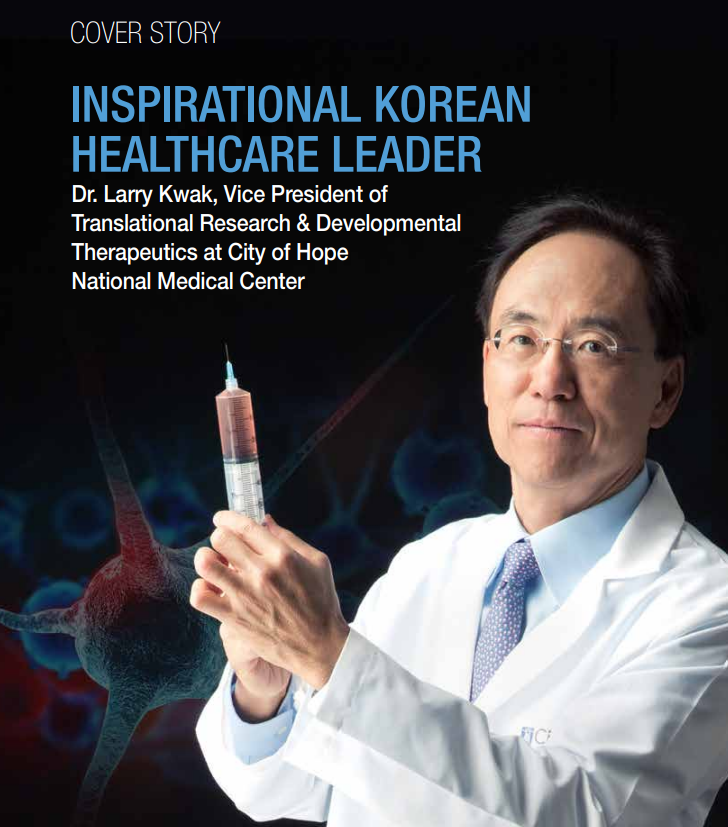 COVER STORY
INSPIRATIONAL KOREAN
HEALTHCARE LEADER
Dr. Larry Kwak, Vice President of
Translational Research & Developmental
Therapeutics at City of Hope
National Medical Center